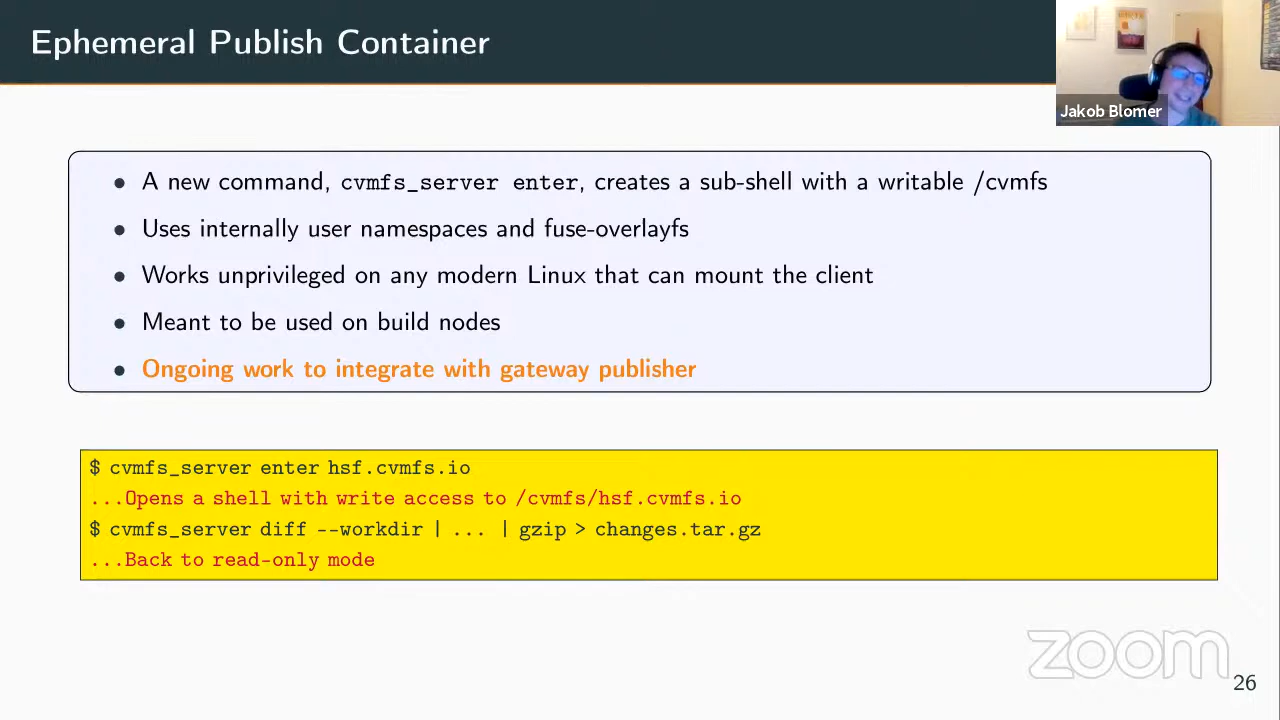 Ephemeral Publish Container
Jakob Blomer
• A new command, cvmfs_server enter, creates a sub-shell with a writable /cvmfs
• Uses internally user namespaces and fuse-overlayfs
• Works unprivileged on any modern Linux that can mount the client
• Meant to be used on build nodes
• Ongoing work to integrate with gateway publisher
$ cvmfs_server enter hsf.cvmfs.io
...Opens a shell with write access to /cvmfs/hsf.cvmfs.io
$ cvmfs_server diff --workdir | ... | gzip > changes.tar.gz
...Back to read-only mode
zoom
26